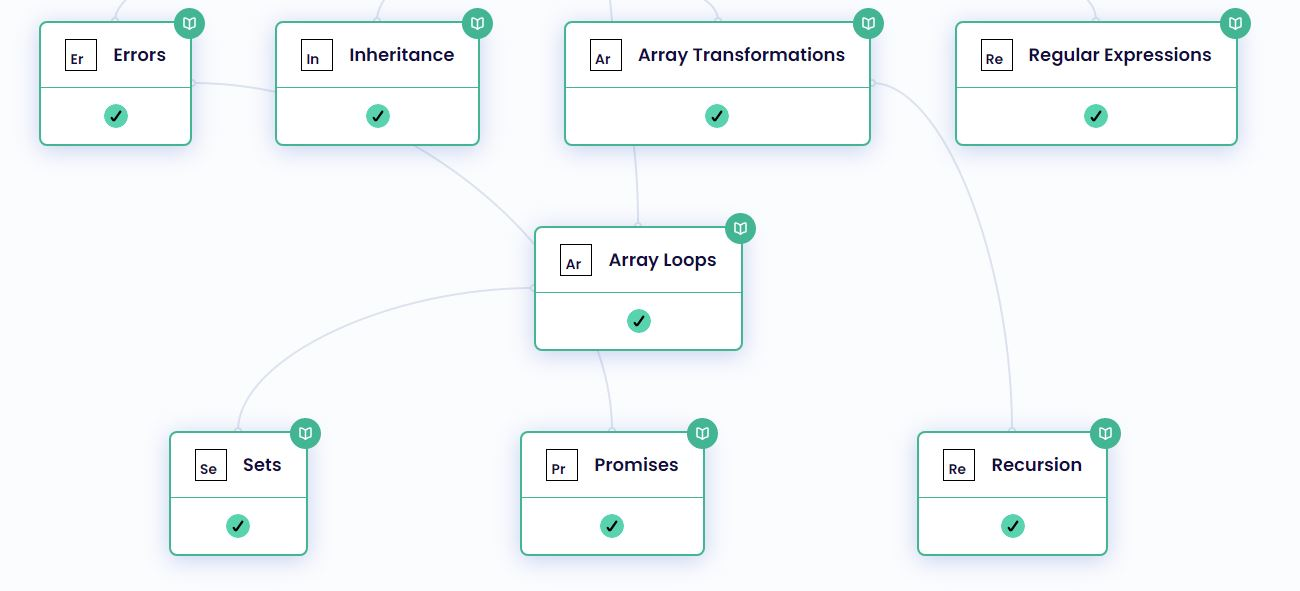 Er Errors
In Inheritance
Ar Array Transformations
Re Regular Expressions
Ar Array Loops
Se Sets
Pr Promises
Re Recursion